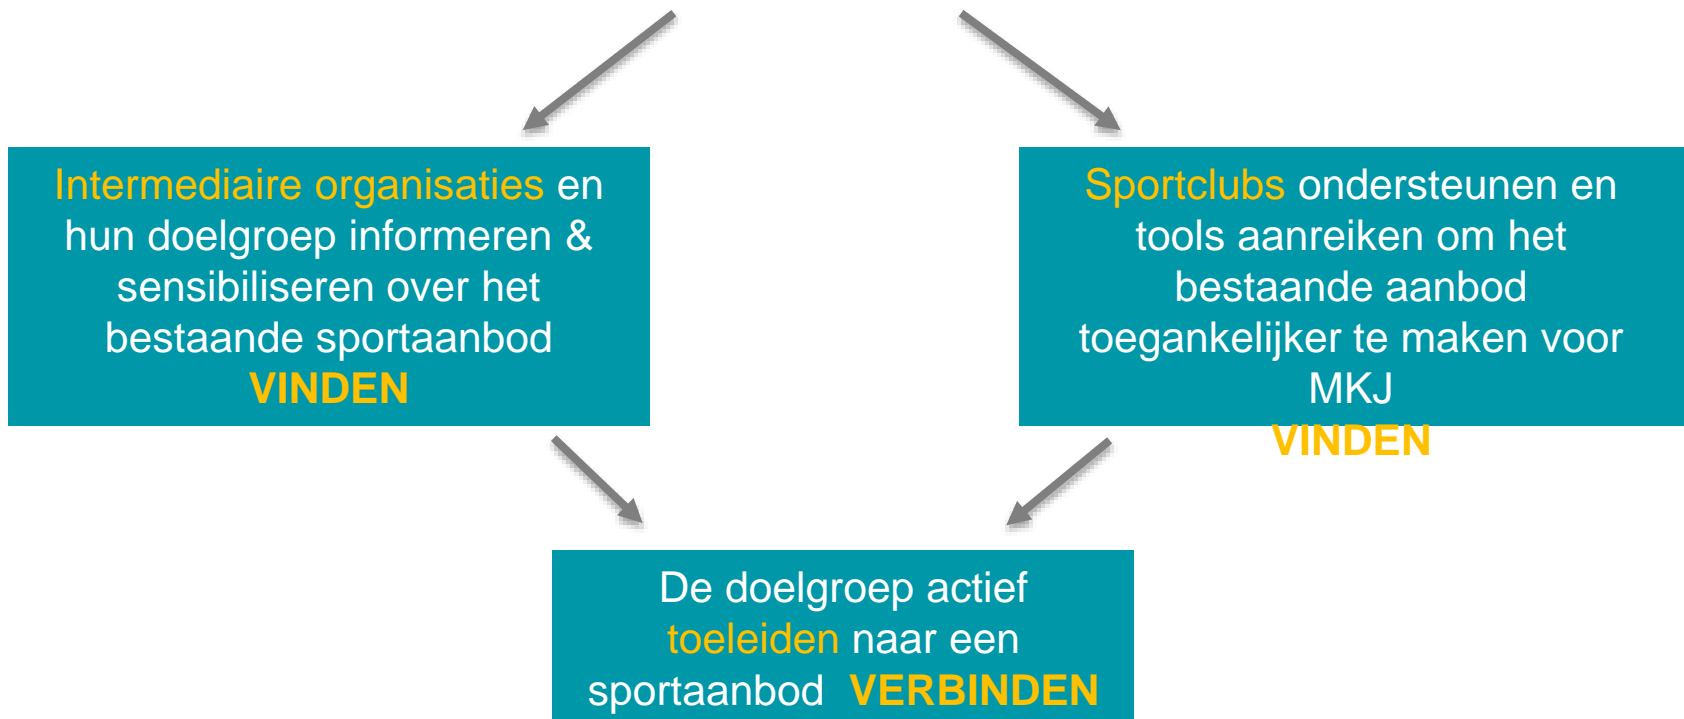 Intermediaire organisaties en
hun doelgroep informeren &
sensibiliseren over het
bestaande sportaanbod
VINDEN
Sportclubs ondersteunen en
tools aanreiken om het
bestaande aanbod
toegankelijker te maken voor
MKJ
VINDEN
De doelgroep actief
toeleiden naar een
sportaanbod VERBINDEN